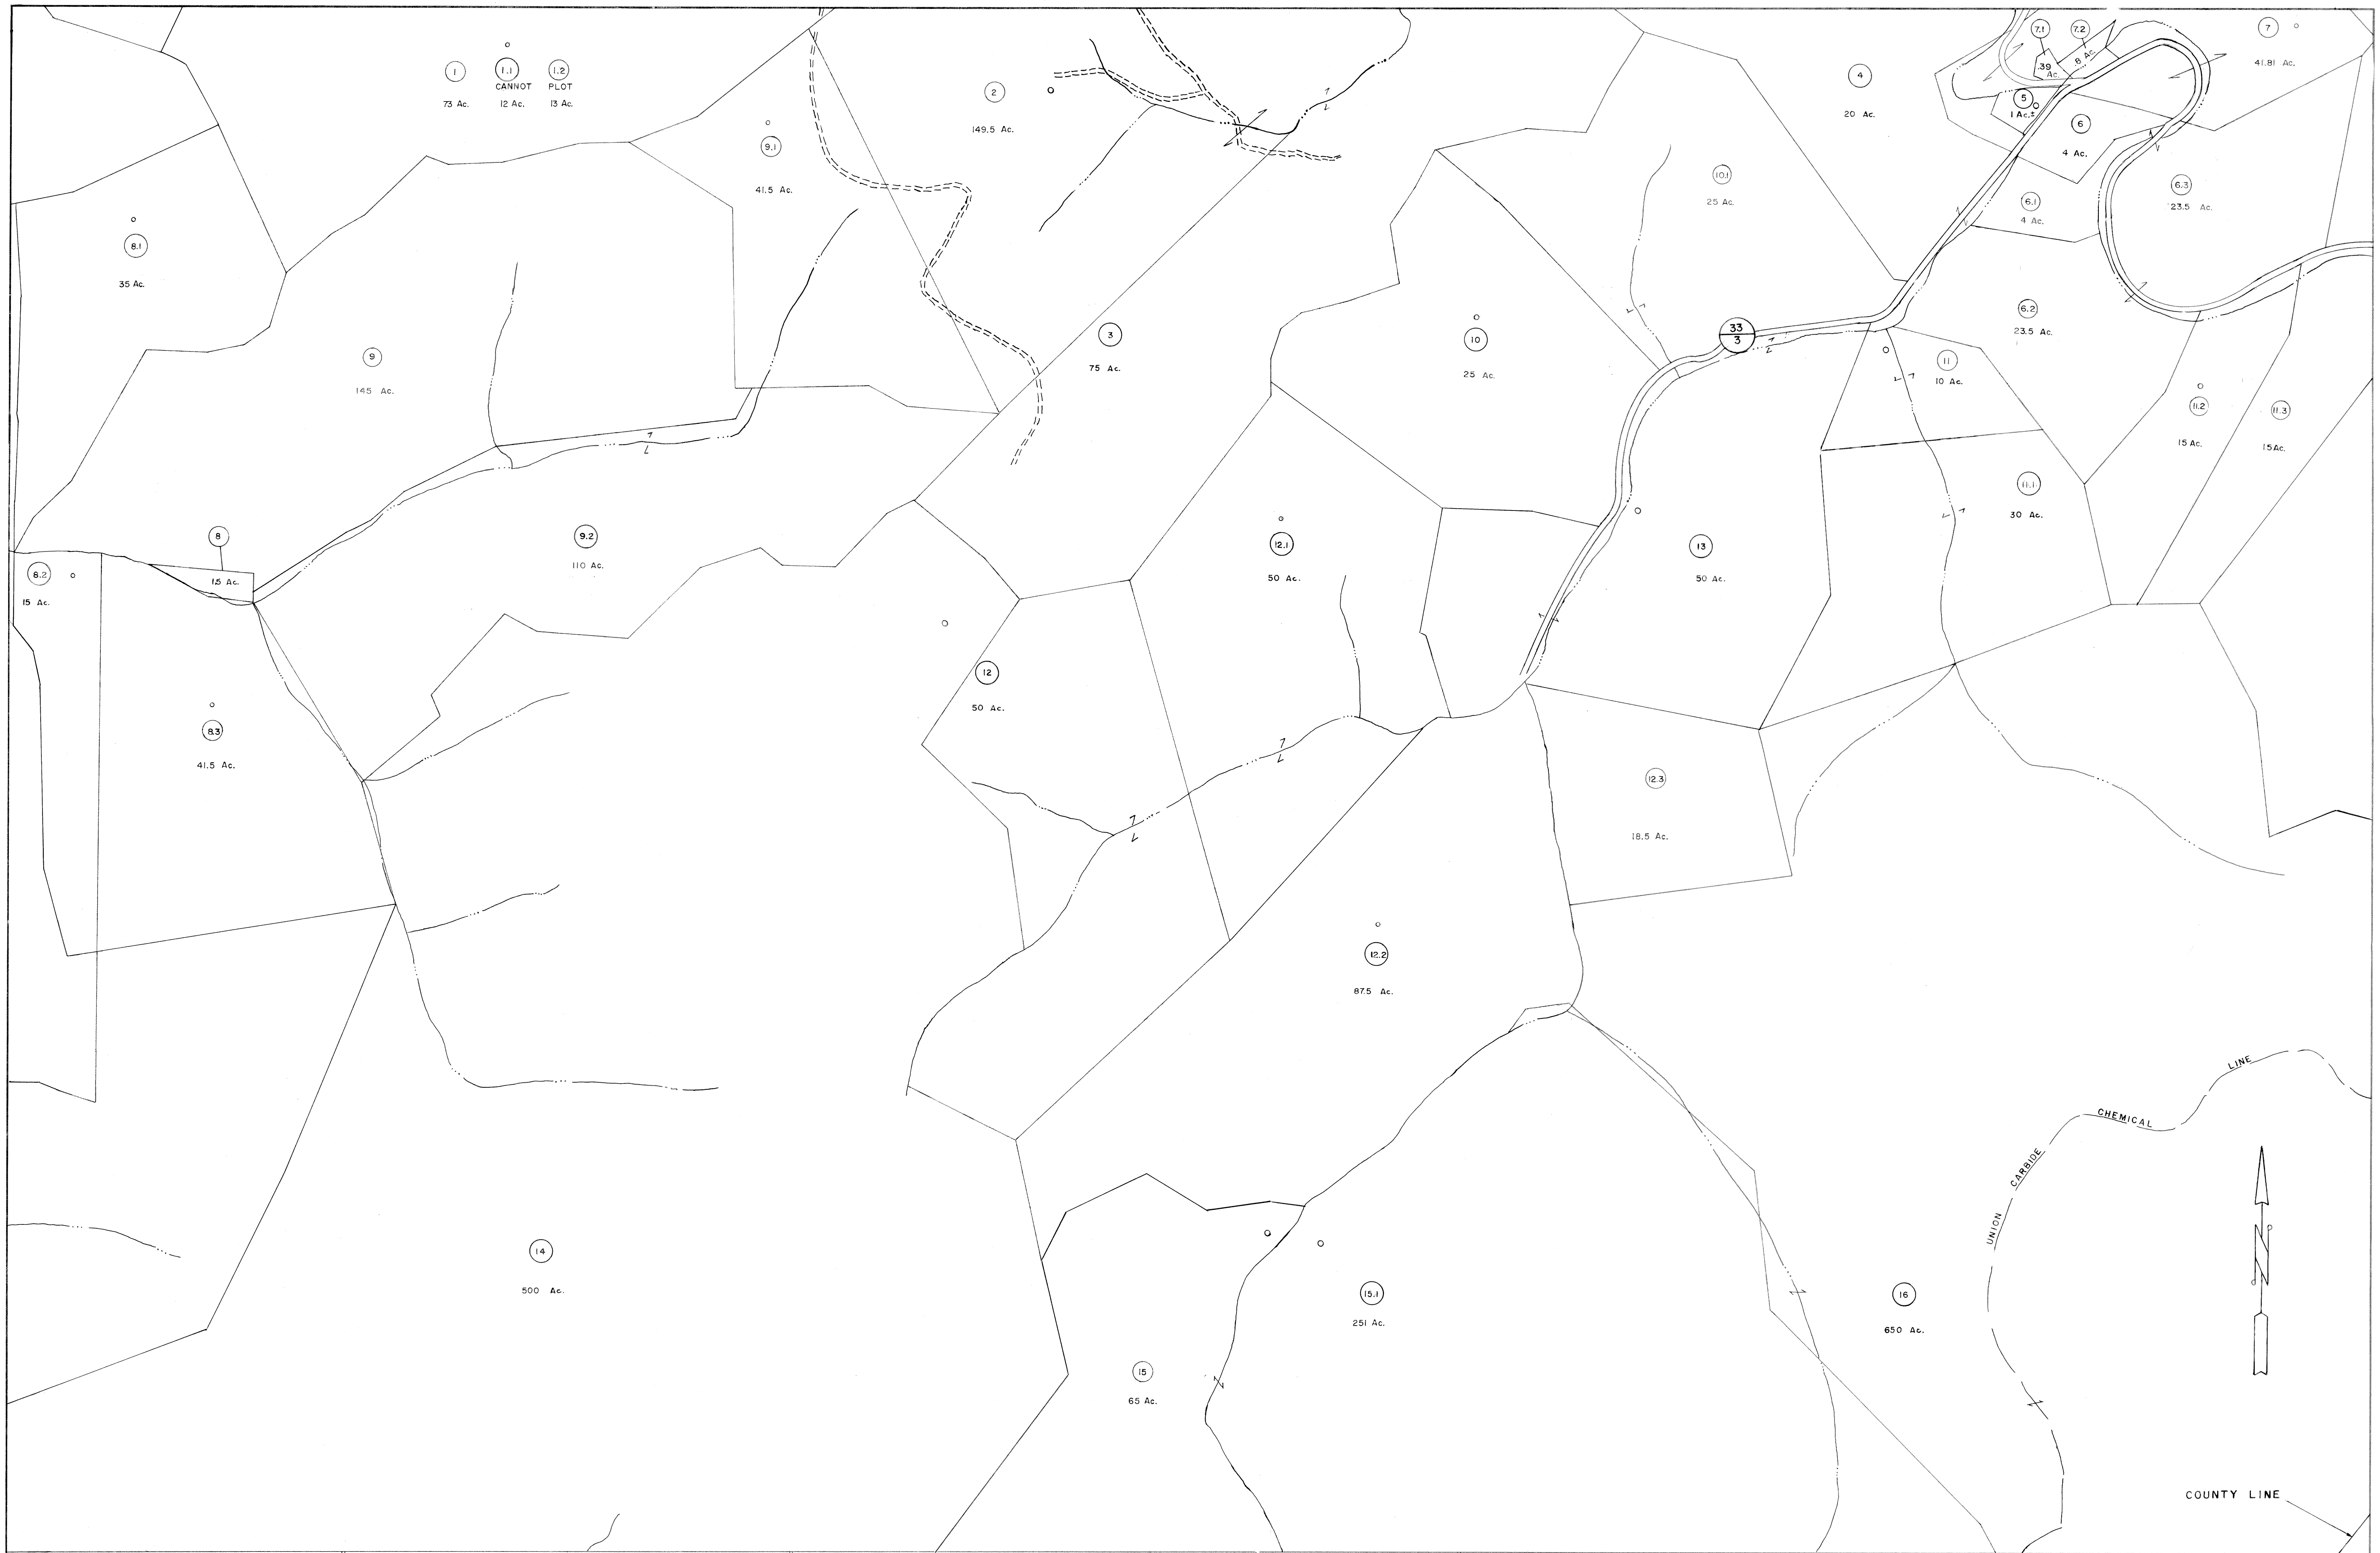 1
1.1
1.2
CANNOT PLOT
73 Ac.
12 Ac.
13 Ac.
2
149.5 Ac.
4
20 Ac.
7.1
7.2
.39 Ac.
.8 Ac.
7
41.81 Ac.
5
1 Ac.±
6
4 Ac.
9.1
41.5 Ac.
10.1
25 Ac.
6.1
4 Ac.
6.3
23.5 Ac.
8.1
35 Ac.
9
145 Ac.
3
75 Ac.
10
25 Ac.
33
3
6.2
23.5 Ac.
11
10 Ac.
11.2
15 Ac.
11.3
15 Ac.
11.1
30 Ac.
8
1.5 Ac.
8.2
15 Ac.
9.2
110 Ac.
12.1
50 Ac.
13
50 Ac.
12
50 Ac.
8.3
41.5 Ac.
12.3
18.5 Ac.
12.2
87.5 Ac.
UNION CARBIDE CHEMICAL LINE
14
500 Ac.
15.1
251 Ac.
16
650 Ac.
15
65 Ac.
N
COUNTY LINE